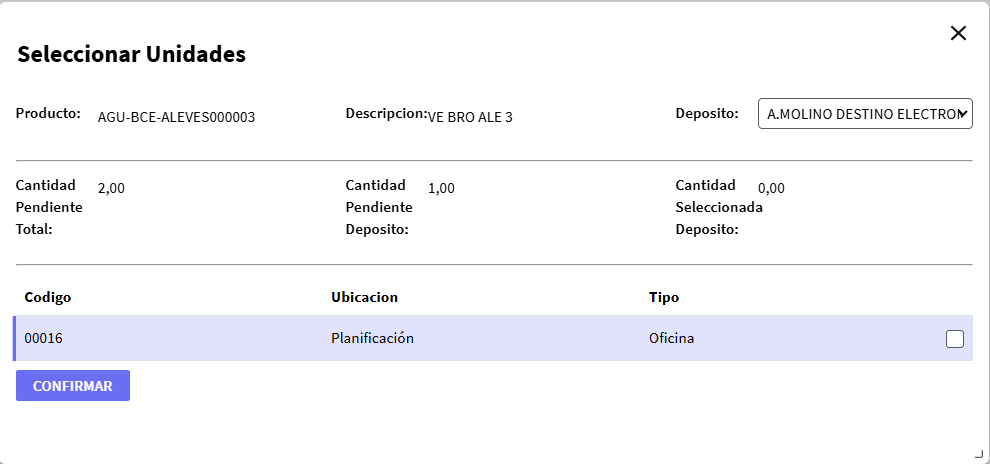 Seleccionar Unidades
Producto: AGU-BCE-ALEVES000003 Descripcion: VE BRO ALE 3 Deposito: A.MOLINO DESTINO ELECTRON
Cantidad Pendiente Total: 2,00 Cantidad Pendiente Deposito: 1,00 Cantidad Seleccionada Deposito: 0,00
Codigo Ubicacion Tipo
00016 Planificación Oficina
CONFIRMAR